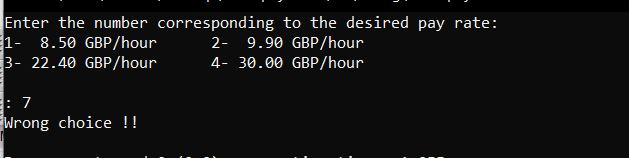 Enter the number corresponding to the desired pay rate:
1-  8.50 GBP/hour      2-  9.90 GBP/hour
3- 22.40 GBP/hour      4- 30.00 GBP/hour
: 7
Wrong choice !!